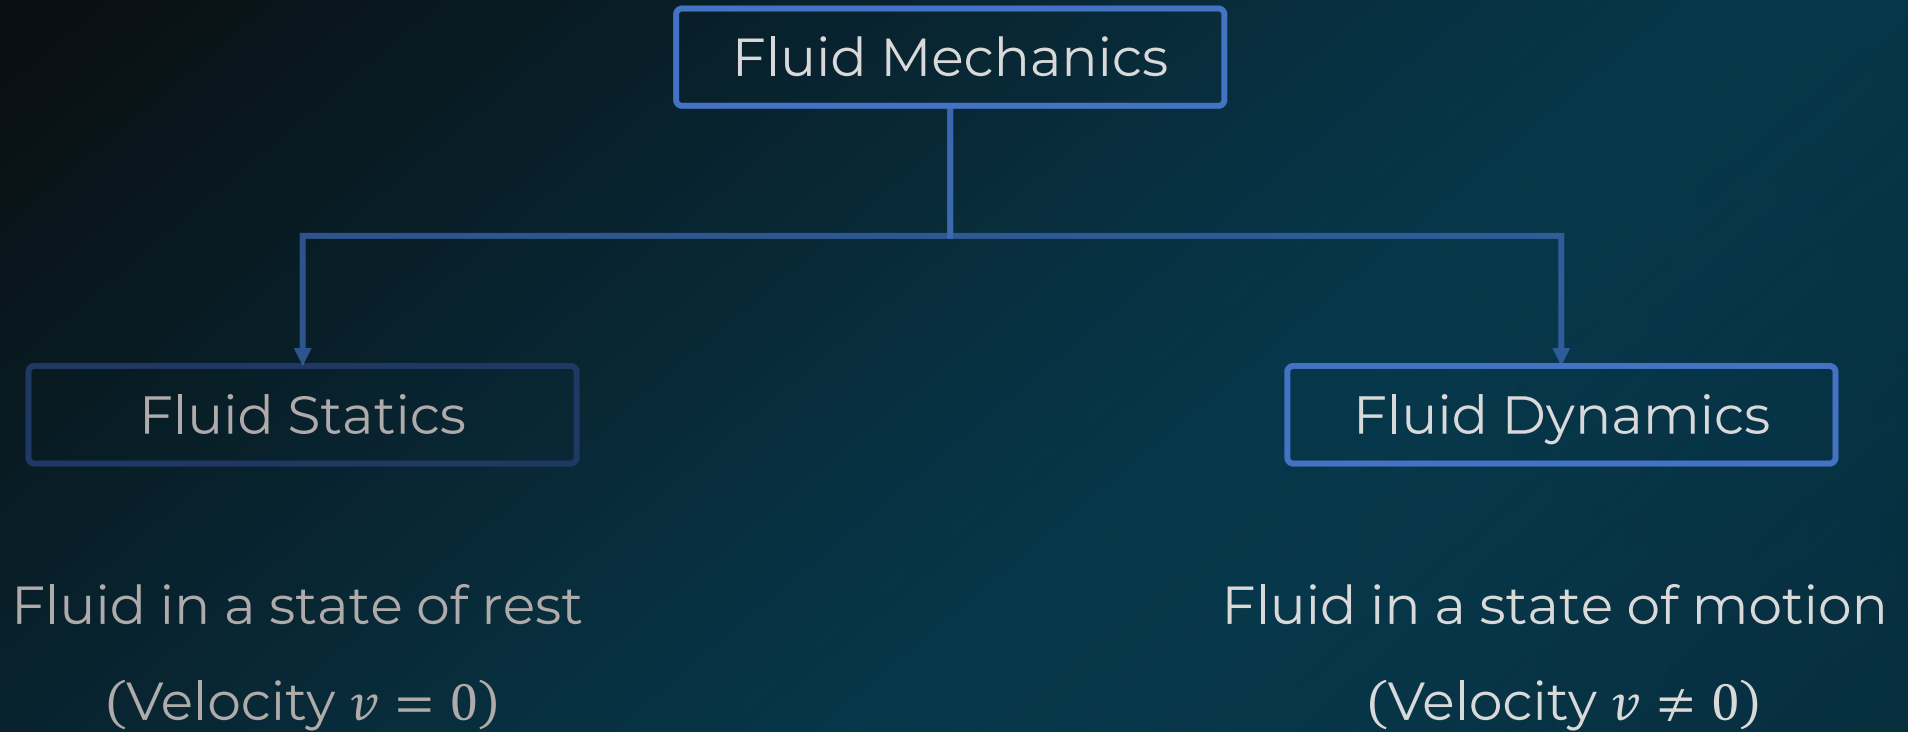 Fluid Mechanics
Fluid Statics
Fluid Dynamics
Fluid in a state of rest
(Velocity 𝑣 = 0)
Fluid in a state of motion
(Velocity 𝑣 ≠ 0)